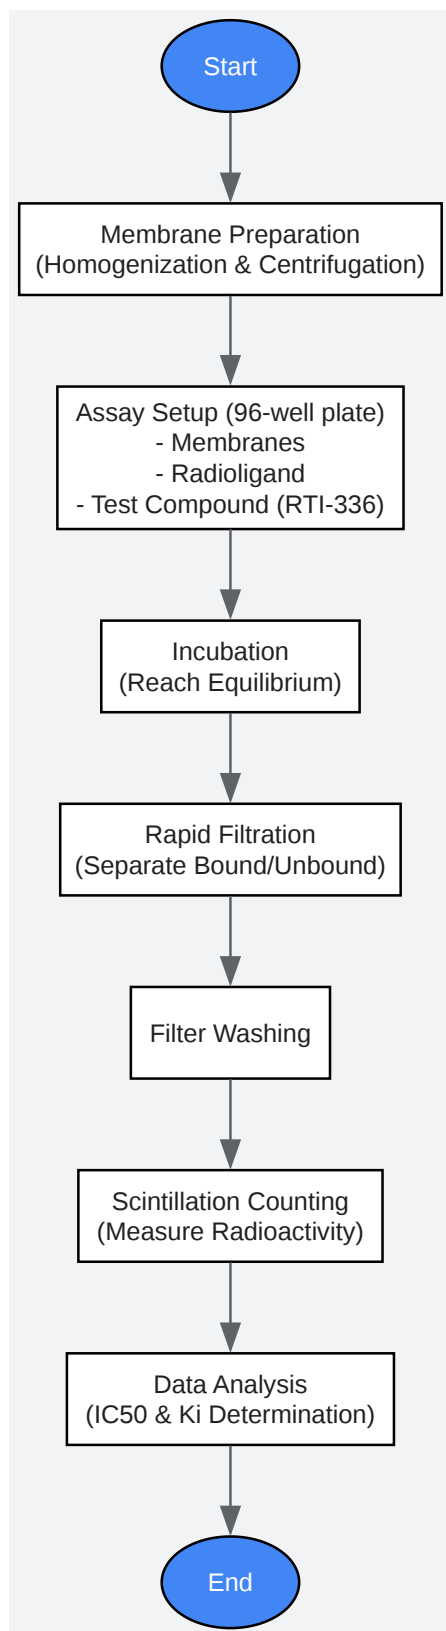 Start
Membrane Preparation
(Homogenization & Centrifugation)
Assay Setup (96-well plate)
- Membranes
- Radioligand
- Test Compound (RTI-336)
Incubation
(Reach Equilibrium)
Rapid Filtration
(Separate Bound/Unbound)
Filter Washing
Scintillation Counting
(Measure Radioactivity)
Data Analysis
(IC50 & Ki Determination)
End